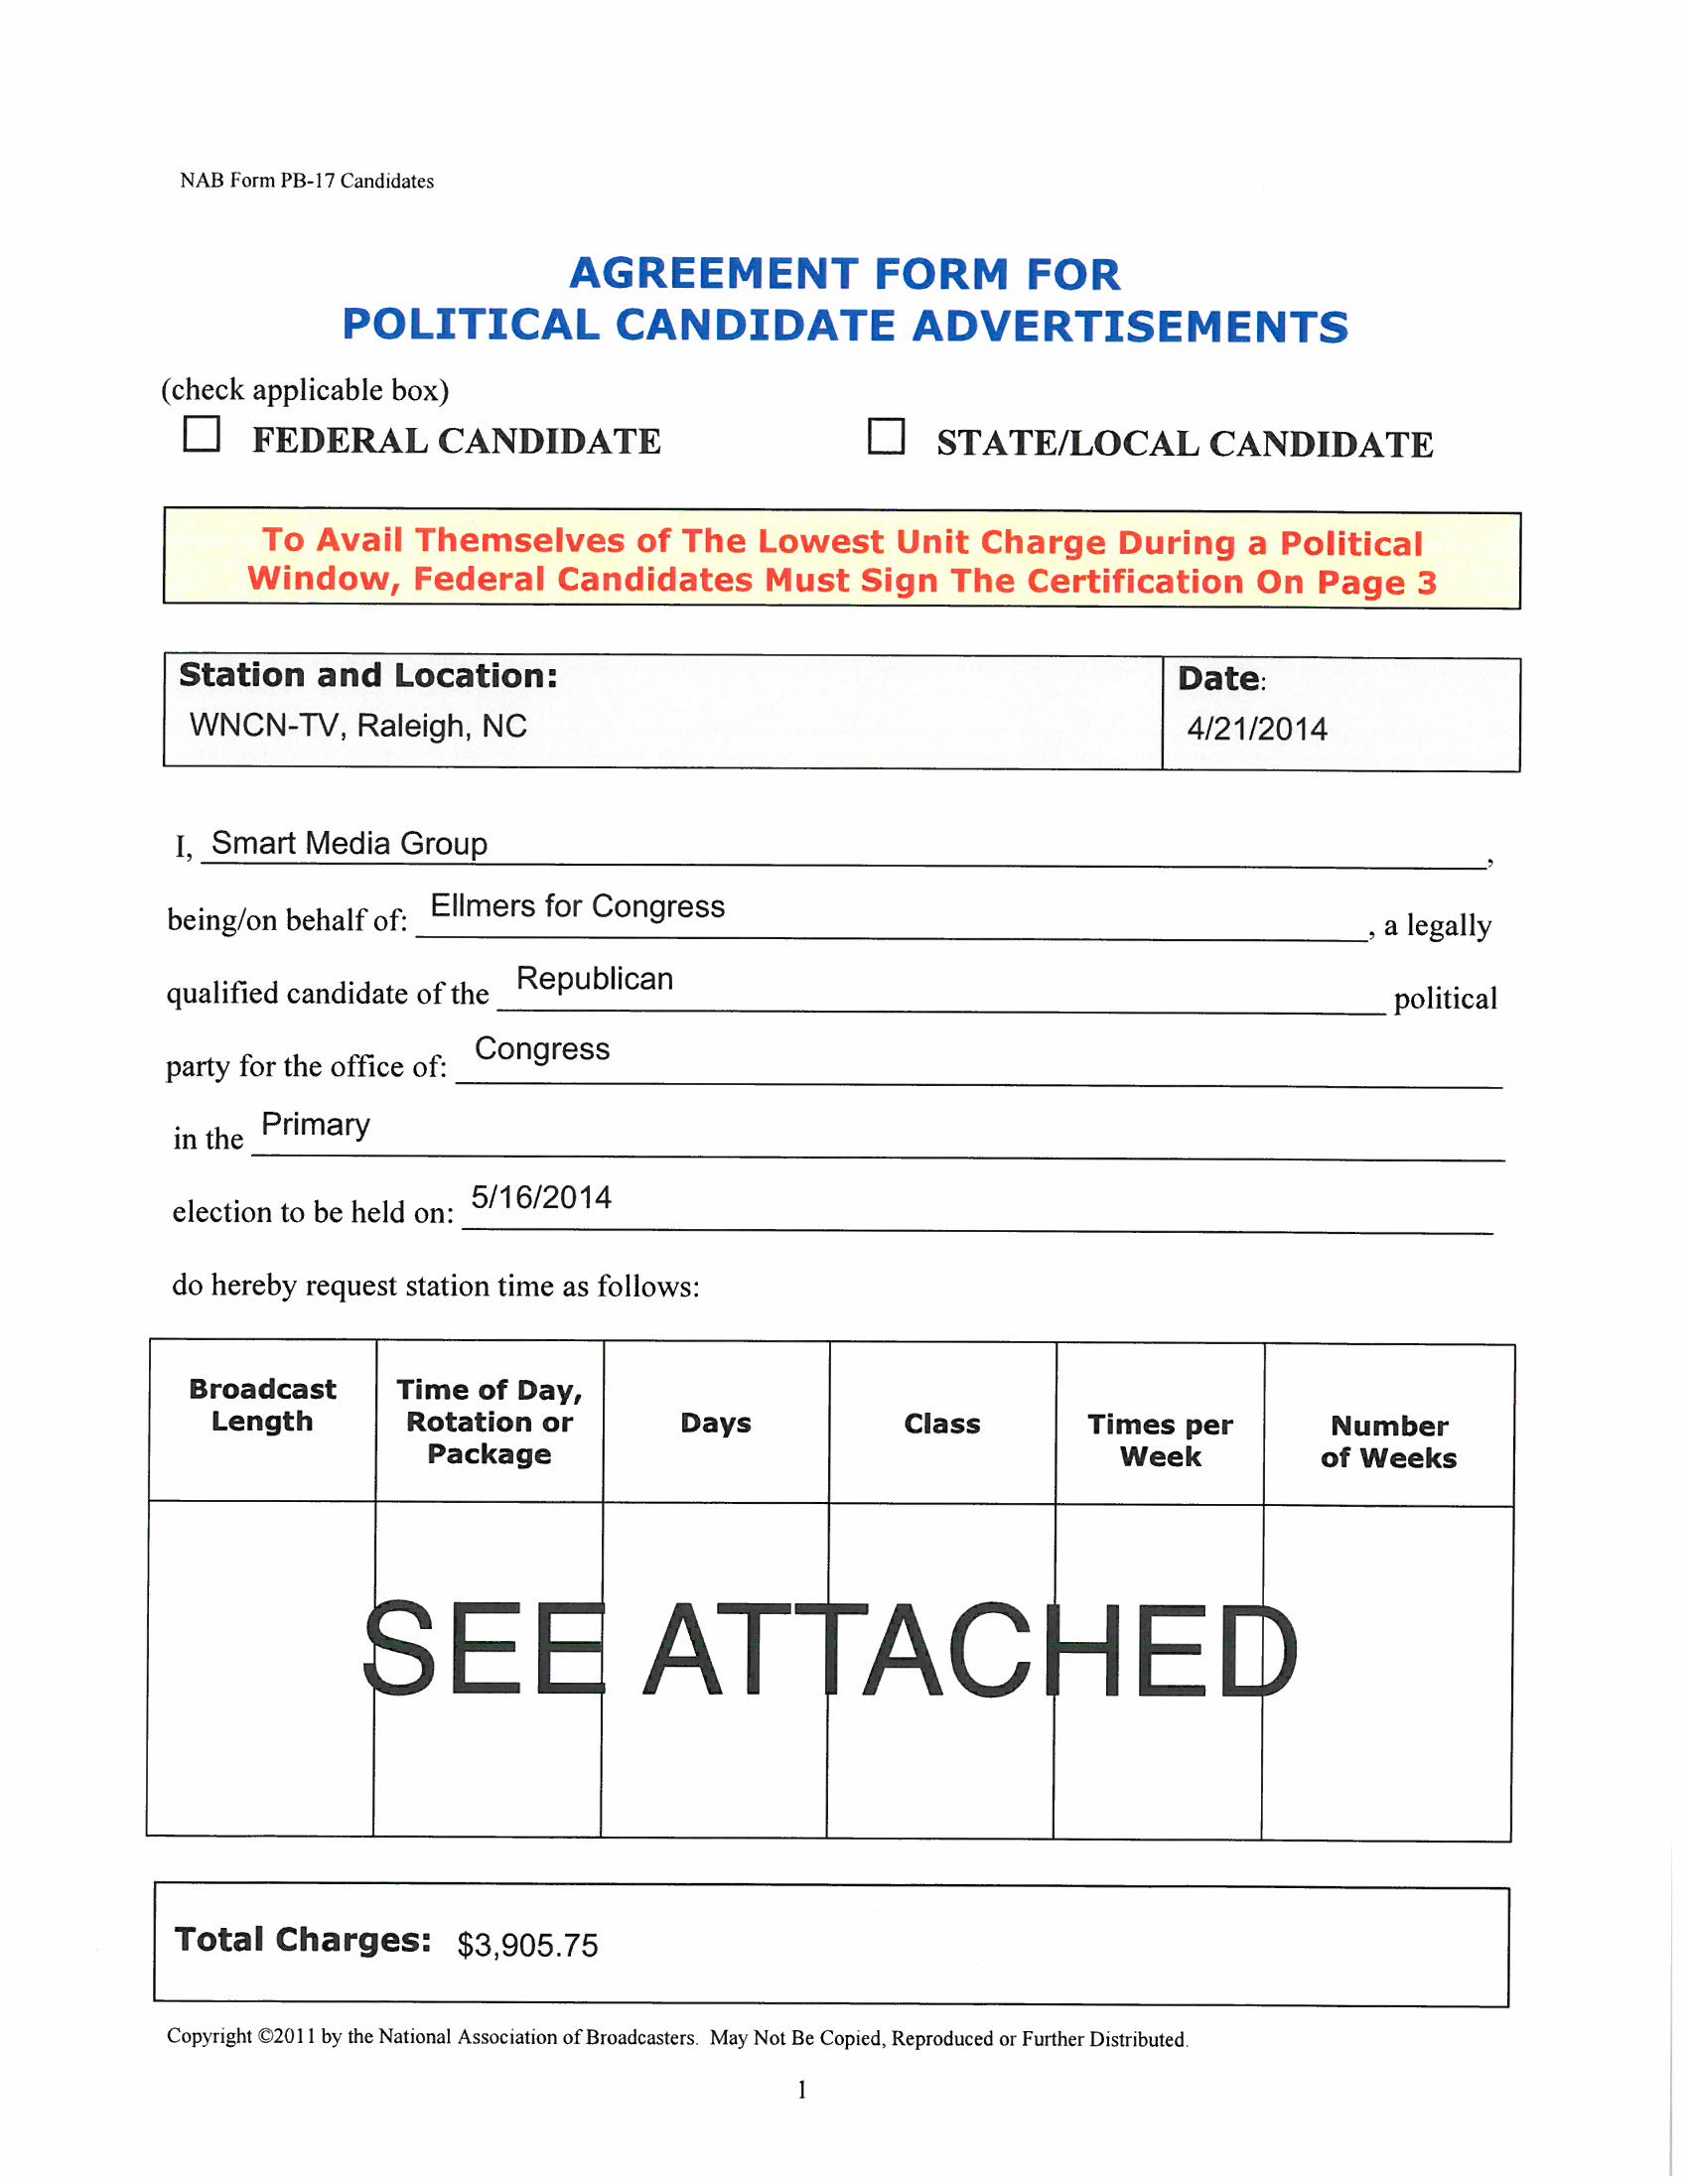 NAB Form PB-17 Candidates
AGREEMENT FORM FOR
POLITICAL CANDIDATE ADVERTISEMENTS
(check applicable box)
☐ FEDERAL CANDIDATE ☐ STATE/LOCAL CANDIDATE
To Avail Themselves of The Lowest Unit Charge During a Political
Window, Federal Candidates Must Sign The Certification On Page 3
Station and Location: Date:
WNCN-TV, Raleigh, NC 4/21/2014
I, Smart Media Group,
being/on behalf of: Ellmers for Congress, a legally
qualified candidate of the Republican political
party for the office of: Congress
in the Primary
election to be held on: 5/16/2014
do hereby request station time as follows:
Broadcast Length Time of Day, Rotation or Package Days Class Times per Week Number of Weeks
SEE ATTACHED
Total Charges: $3,905.75
Copyright ©2011 by the National Association of Broadcasters. May Not Be Copied, Reproduced or Further Distributed.
1